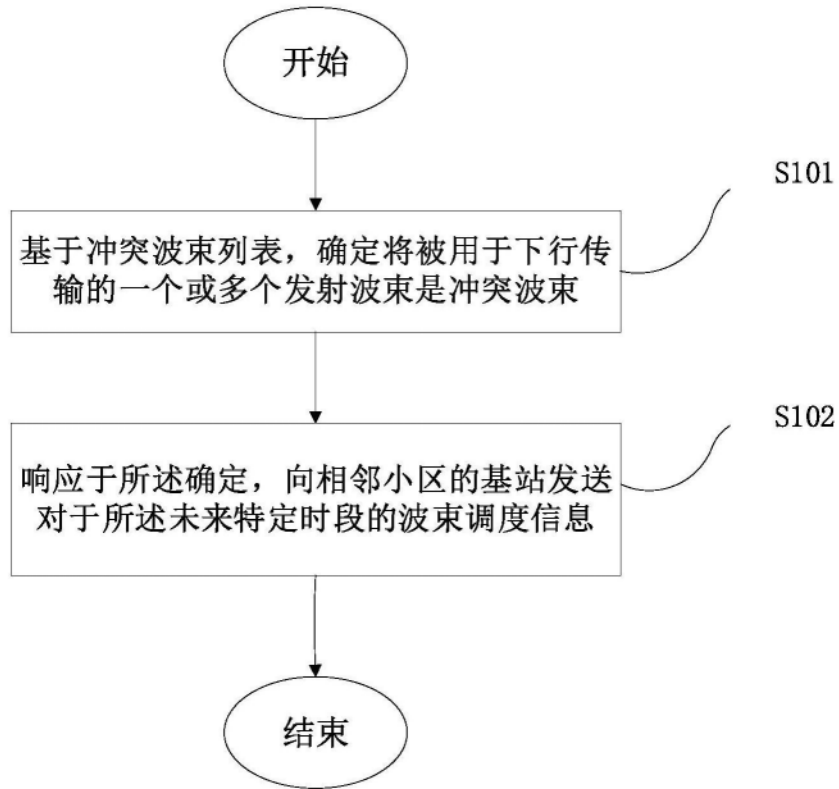 开始
S101
基于冲突波束列表，确定将被用于下行传
输的一个或多个发射波束是冲突波束
S102
响应于所述确定，向相邻小区的基站发送
对于所述未来特定时段的波束调度信息
结束